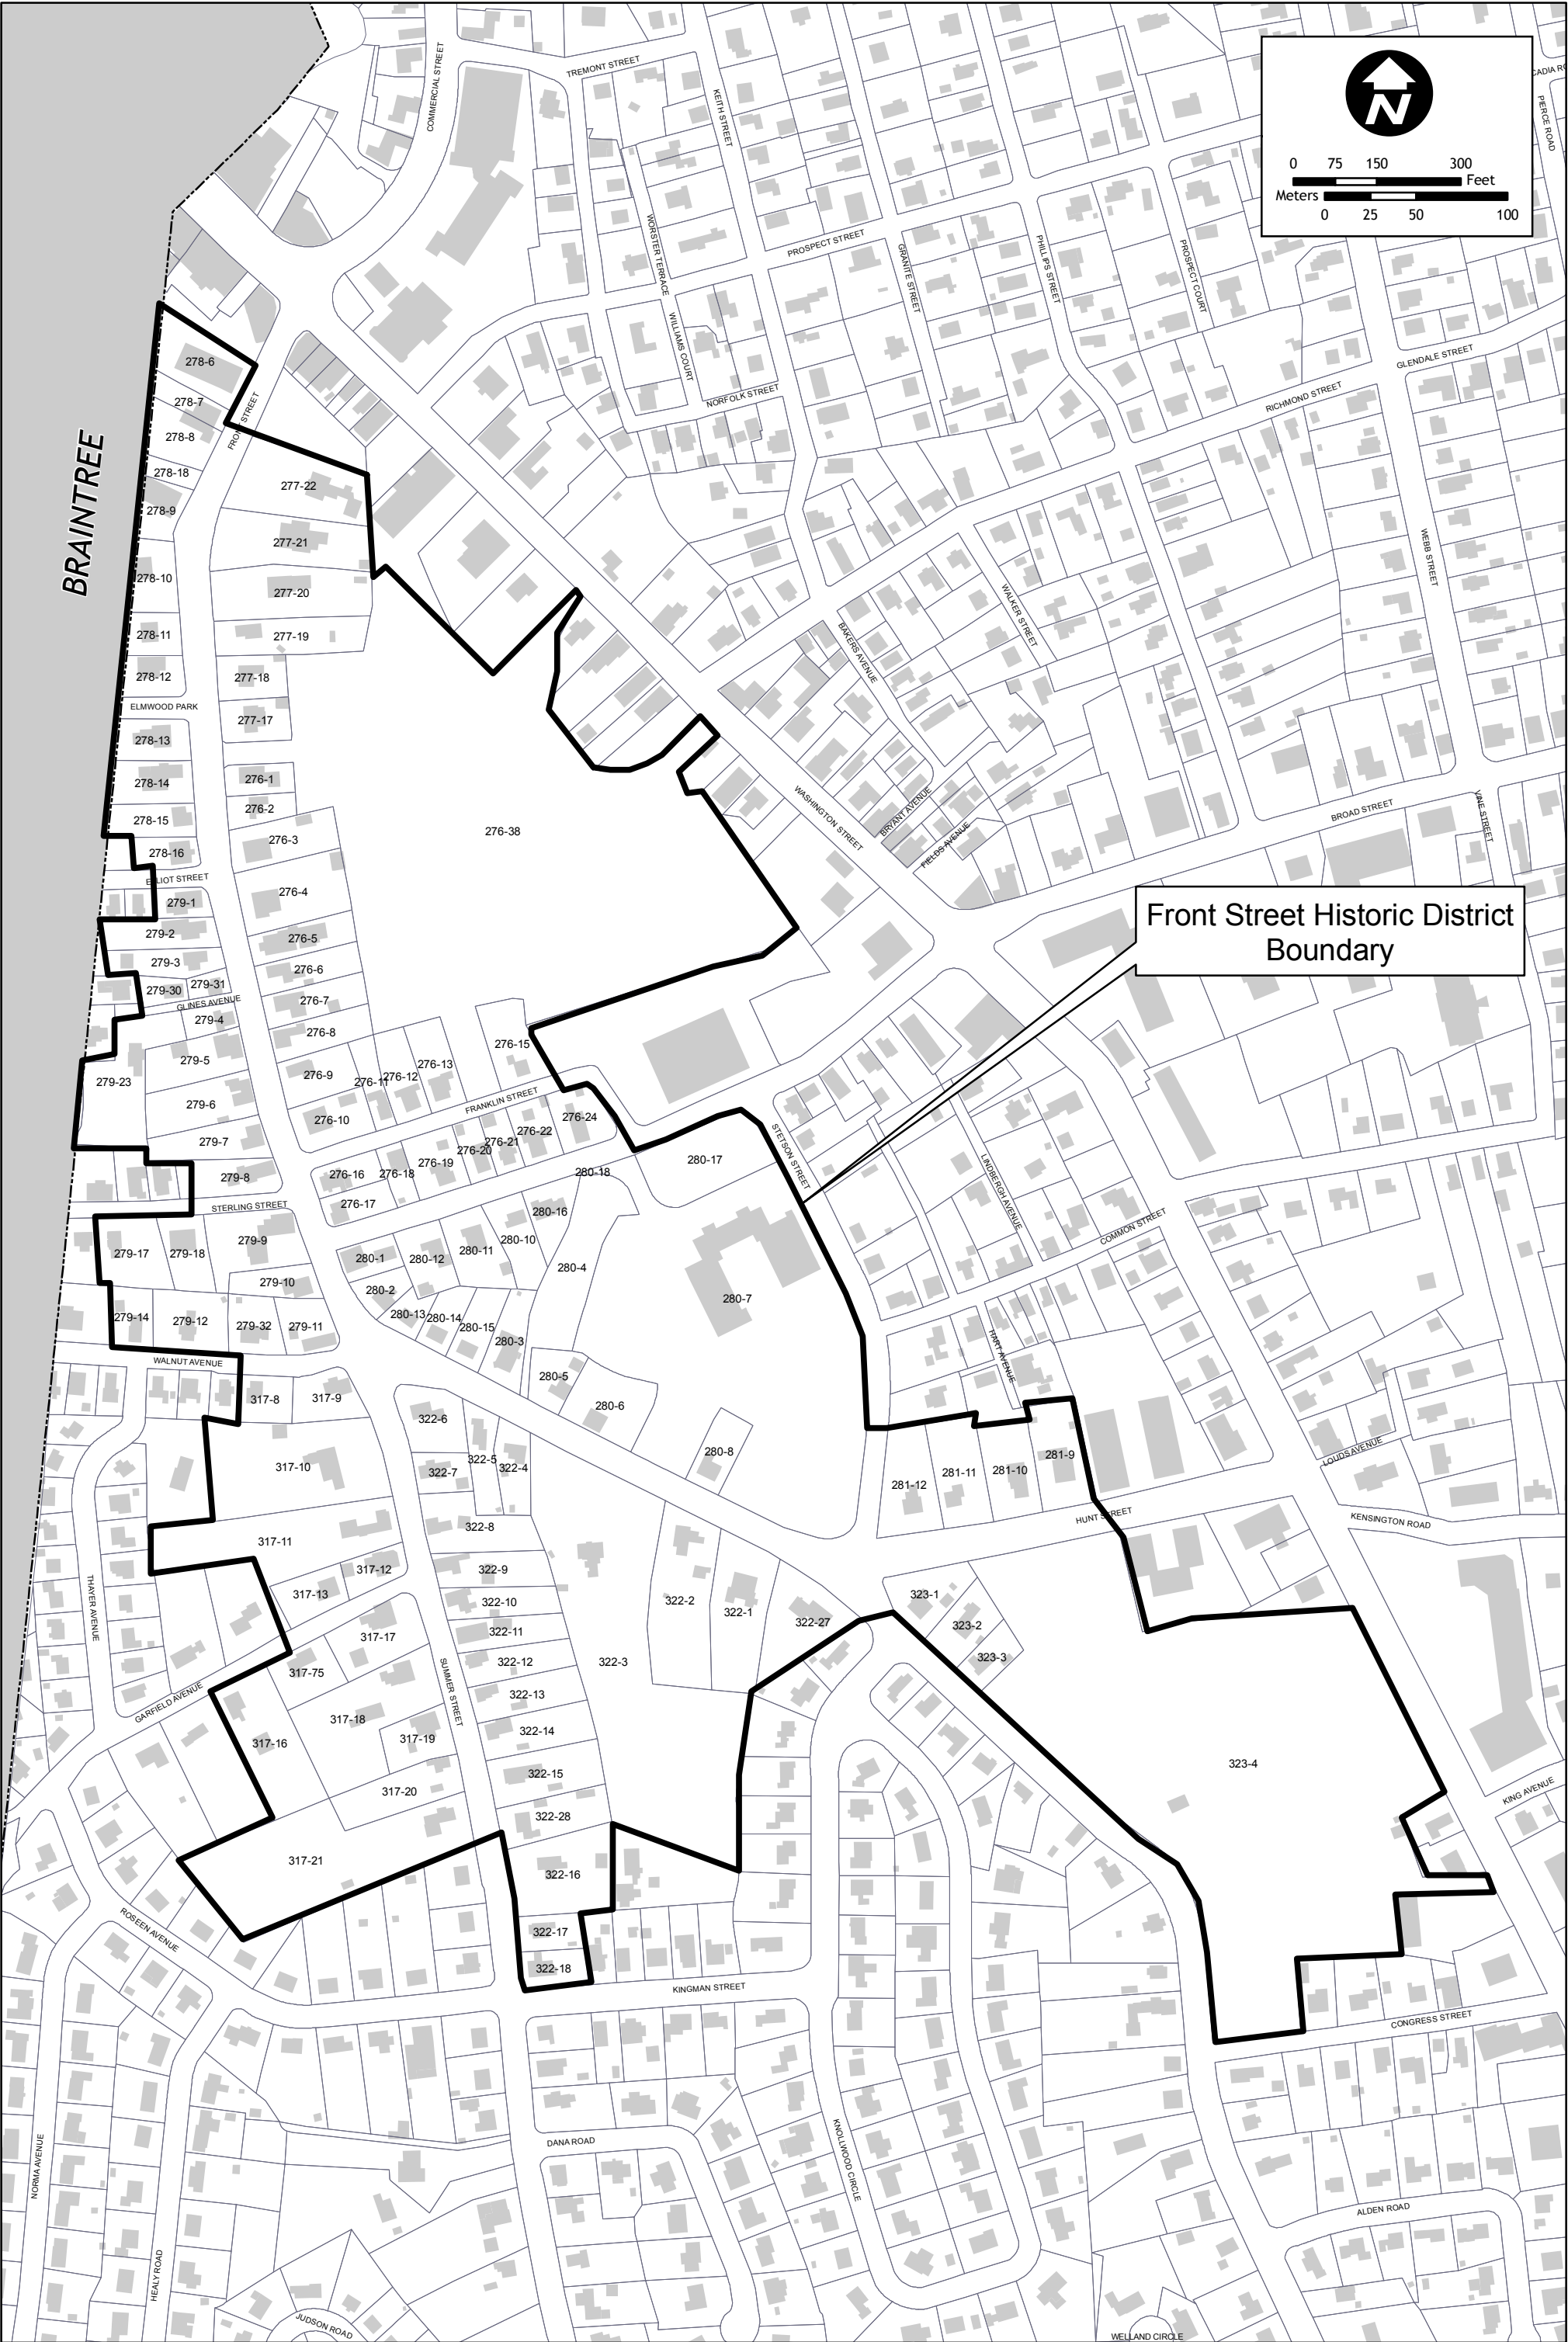 TREMONT STREET
COMMERCIAL STREET
KEITH STREET
PIERCE ROAD
N
0 75 150 300
Feet
Meters
0 25 50 100
WORSTER TERRACE
PROSPECT STREET
GRANITE STREET
PHILLIPS STREET
PROSPECT COURT
WILLIAMS COURT
NORFOLK STREET
GLENDALE STREET
RICHMOND STREET
278-6
278-7
FRONT STREET
278-8
278-18
277-22
278-9
BRAINTREE
277-21
WEBB STREET
278-10
277-20
WALKER STREET
278-11
277-19
BAKERS AVENUE
278-12
277-18
ELMWOOD PARK
277-17
278-13
278-14
276-1
276-2
278-15
276-3
276-38
WASHINGTON STREET
BRYANT AVENUE
FIELDS AVENUE
BROAD STREET
VINE STREET
278-16
ELLIOT STREET
276-4
279-1
Front Street Historic District
Boundary
279-2
276-5
279-3
276-6
279-30
279-31
GLINES AVENUE
276-7
279-4
276-8
276-15
279-5
276-9
276-11
276-12
276-13
279-23
279-6
276-10
FRANKLIN STREET
276-24
276-22
276-21
276-20
276-19
276-18
276-16
276-17
279-7
279-8
280-18
280-17
STETSON STREET
LINDBERGH AVENUE
COMMON STREET
STERLING STREET
279-17
279-18
279-9
280-16
280-10
280-11
280-12
280-1
280-4
279-10
280-2
280-7
279-14
279-12
279-32
279-11
280-13
280-14
280-15
280-3
HART AVENUE
WALNUT AVENUE
280-5
317-8
317-9
280-6
322-6
280-8
317-10
322-7
322-5
322-4
281-12
281-11
281-10
281-9
LOUDS AVENUE
HUNT STREET
KENSINGTON ROAD
317-11
322-8
317-12
322-9
THAYER AVENUE
317-13
322-10
322-2
322-1
322-27
323-1
323-2
323-3
317-17
322-11
317-75
322-12
322-3
SUMMER STREET
322-13
GARFIELD AVENUE
317-18
322-14
317-16
317-19
323-4
322-15
317-20
322-28
KING AVENUE
317-21
322-16
ROSEEN AVENUE
322-17
322-18
KINGMAN STREET
CONGRESS STREET
NORMA AVENUE
DANA ROAD
KNOLLWOOD CIRCLE
ALDEN ROAD
HEALY ROAD
JUDSON ROAD
WELLAND CIRCLE